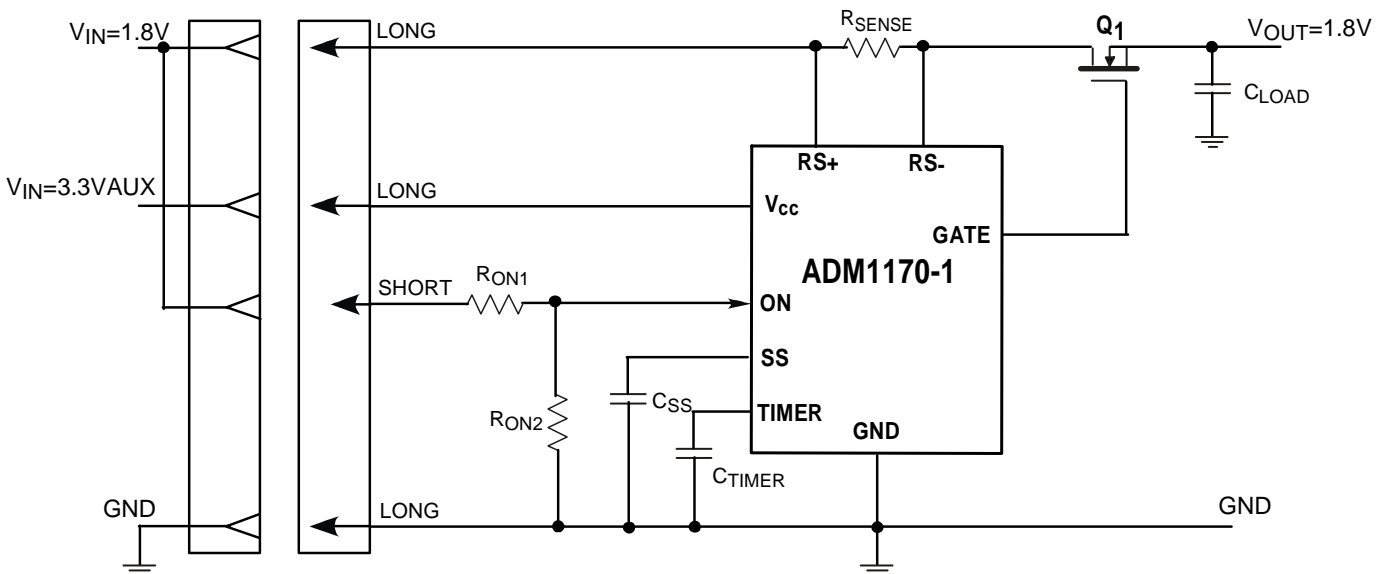 VIN=1.8V
LONG
RSENSE
Q1
VOUT=1.8V
CLOAD
RS+
RS-
VIN=3.3VAUX
LONG
Vcc
GATE
ADM1170-1
SHORT
RON1
ON
SS
CSS
RON2
TIMER
GND
CTIMER
GND
LONG
GND